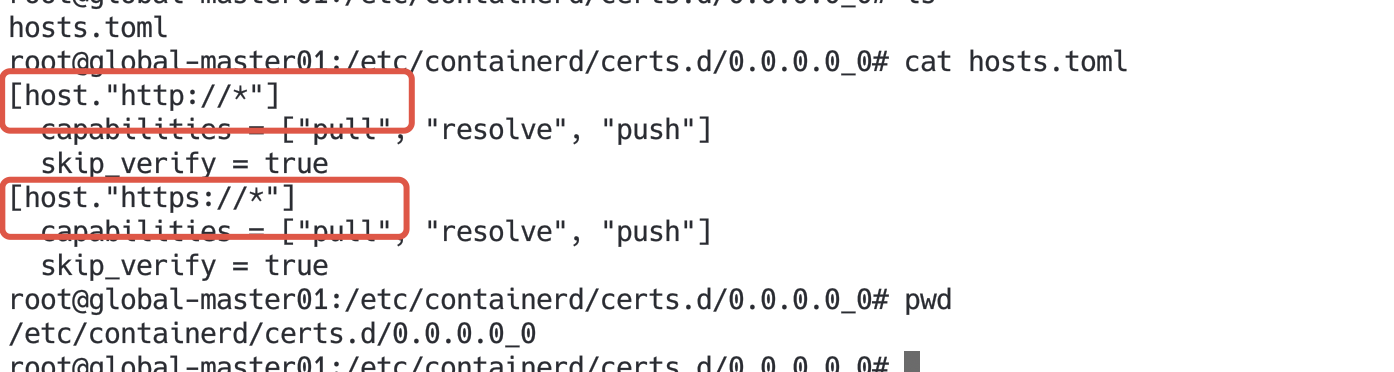 root@global-master01:/etc/containerd/certs.d/0.0.0.0_0# ls
hosts.toml
root@global-master01:/etc/containerd/certs.d/0.0.0.0_0# cat hosts.toml
[host."http://*"]
  capabilities = ["pull", "resolve", "push"]
  skip_verify = true
[host."https://*"]
  capabilities = ["pull", "resolve", "push"]
  skip_verify = true
root@global-master01:/etc/containerd/certs.d/0.0.0.0_0# pwd
/etc/containerd/certs.d/0.0.0.0_0
root@global-master01:/etc/containerd/certs.d/0.0.0.0_0#